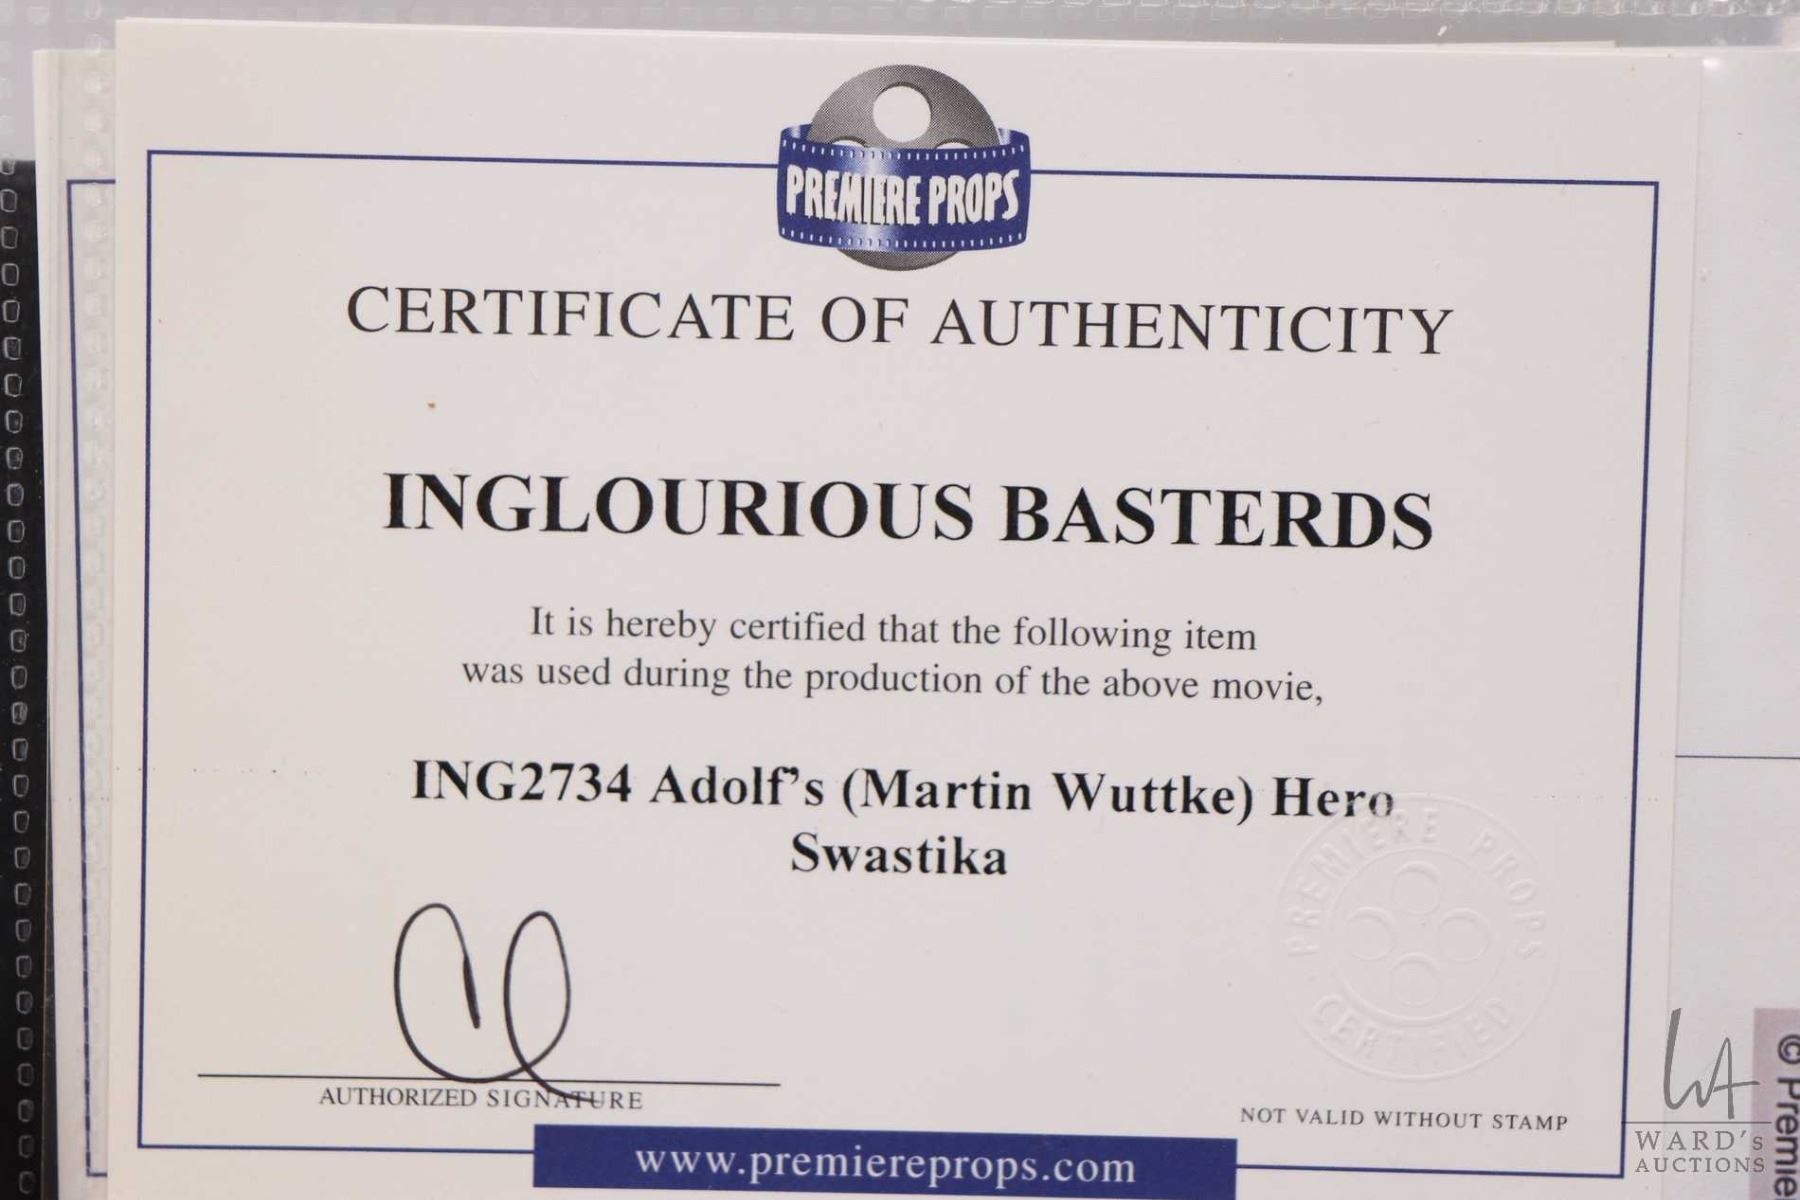 PREMIERE PROPS
CERTIFICATE OF AUTHENTICITY
INGLOURIOUS BASTERDS
It is hereby certified that the following item
was used during the production of the above movie,
ING2734 Adolf's (Martin Wuttke) Hero
Swastika
PREMIERE PROPS
CERTIFIED
AUTHORIZED SIGNATURE
NOT VALID WITHOUT STAMP
www.premiereprops.com
WA
WARD's
AUCTIONS
© Premie